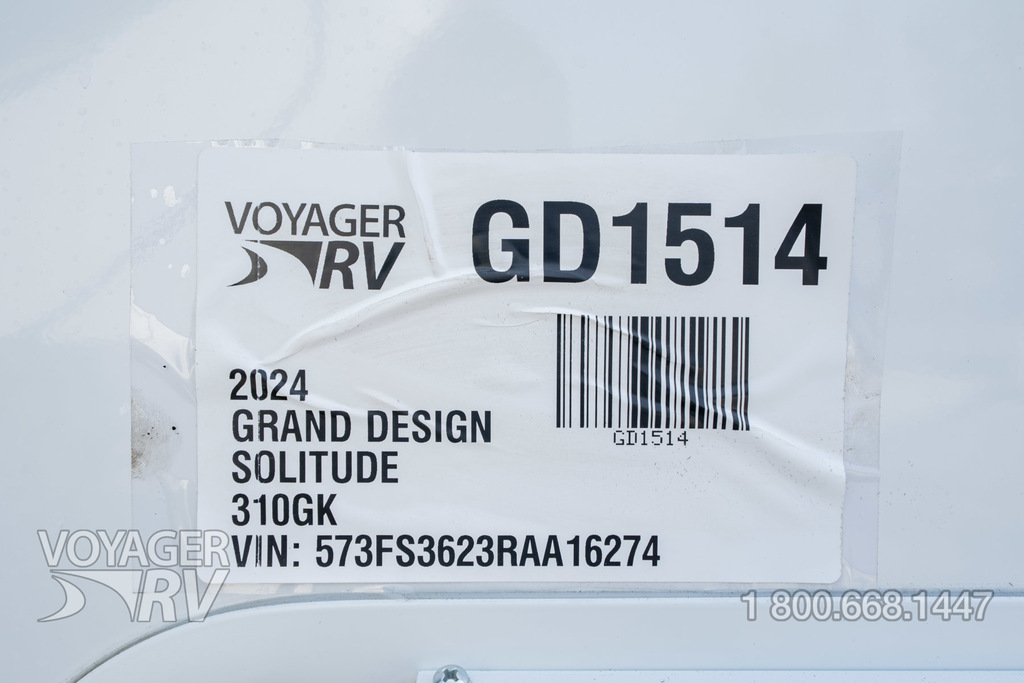 VOYAGER
RV
GD1514
GD1514
2024
GRAND DESIGN
SOLITUDE
310GK
VIN: 573FS3623RAA16274
VOYAGER
RV
1 800.668.1447